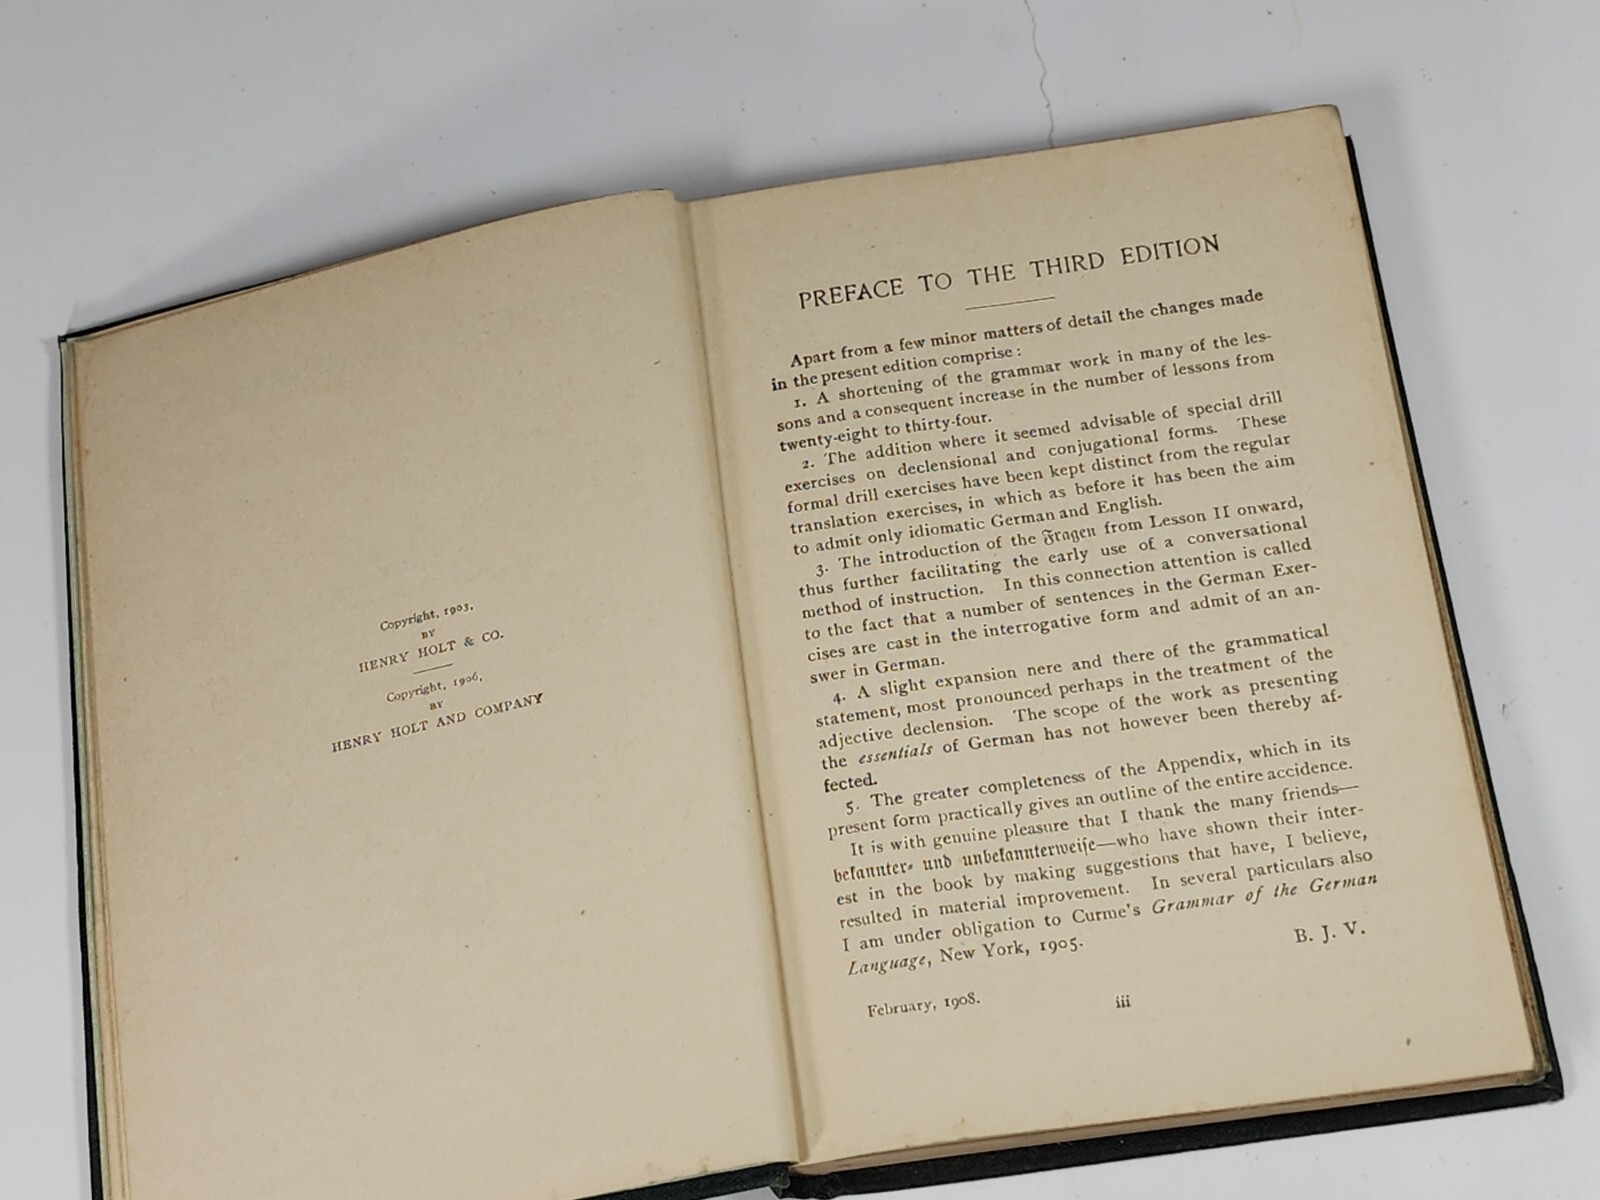 Copyright, 1903,
BY
HENRY HOLT & CO.
Copyright, 1906,
BY
HENRY HOLT AND COMPANY
PREFACE TO THE THIRD EDITION
Apart from a few minor matters of detail the changes made
in the present edition comprise :
1. A shortening of the grammar work in many of the les-
sons and a consequent increase in the number of lessons from
twenty-eight to thirty-four.
2. The addition where it seemed advisable of special drill
exercises on declensional and conjugational forms. These
formal drill exercises have been kept distinct from the regular
translation exercises, in which as before it has been the aim
to admit only idiomatic German and English.
3. The introduction of the Fragen from Lesson II onward,
thus further facilitating the early use of a conversational
method of instruction. In this connection attention is called
to the fact that a number of sentences in the German Exer-
cises are cast in the interrogative form and admit of an an-
swer in German.
4. A slight expansion nere and there of the grammatical
statement, most pronounced perhaps in the treatment of the
adjective declension. The scope of the work as presenting
the essentials of German has not however been thereby af-
fected.
5. The greater completeness of the Appendix, which in its
present form practically gives an outline of the entire accidence.
It is with genuine pleasure that I thank the many friends—
bekannter= und unbekannterweise—who have shown their inter-
est in the book by making suggestions that have, I believe,
resulted in material improvement. In several particulars also
I am under obligation to Curme's Grammar of the German
Language, New York, 1905.
B. J. V.
February, 1908.
iii